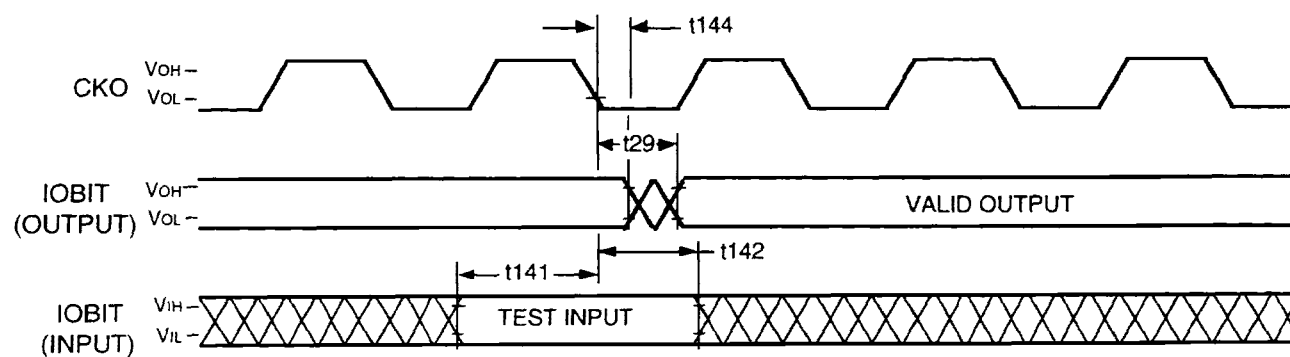 t144
CKO
VOH
VOL
t29
IOBIT
(OUTPUT)
VOH
VOL
VALID OUTPUT
t142
t141
IOBIT
(INPUT)
VIH
VIL
TEST INPUT